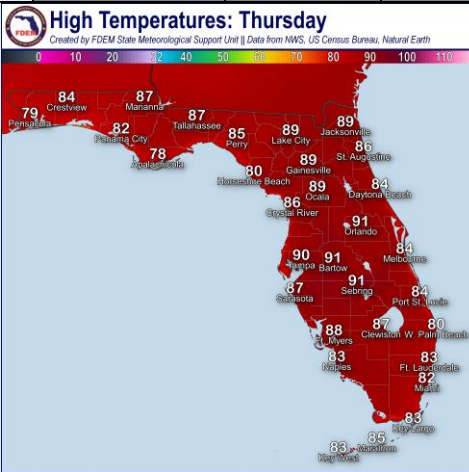 FDEM
High Temperatures: Thursday
Created by FDEM State Meteorological Support Unit || Data from NWS, US Census Bureau, Natural Earth
0 10 20 32 40 50 60 70 80 90 100 110
79
Pensacola
84
Crestview
87
Marianna
82
Panama City
78
Apalachicola
87
Tallahassee
85
Perry
89
Lake City
89
Jacksonville
86
St. Augustine
80
Horseshoe Beach
89
Gainesville
89
Ocala
84
Daytona Beach
86
Crystal River
91
Orlando
84
Melbourne
90
Tampa
91
Bartow
87
Sarasota
91
Sebring
84
Port St. Lucie
88
Ft. Myers
87
Clewiston
80
W. Palm Beach
83
Naples
83
Ft. Lauderdale
82
Miami
83
Key Largo
85
Marathon
83
Key West